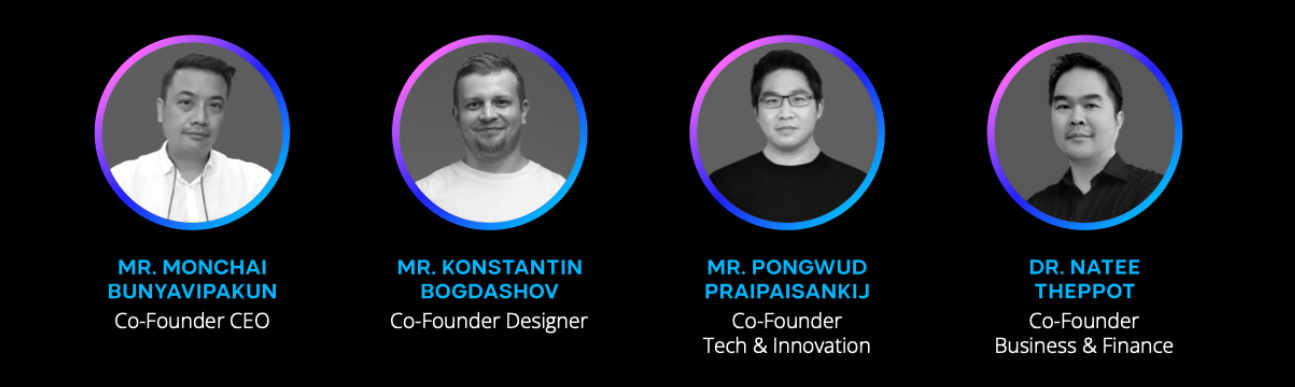 MR. MONCHAI
BUNYAVIPAKUN
Co-Founder CEO
MR. KONSTANTIN
BOGDASHOV
Co-Founder Designer
MR. PONGWUD
PRAIPAISANKIJ
Co-Founder
Tech & Innovation
DR. NATEE
THEPPOT
Co-Founder
Business & Finance